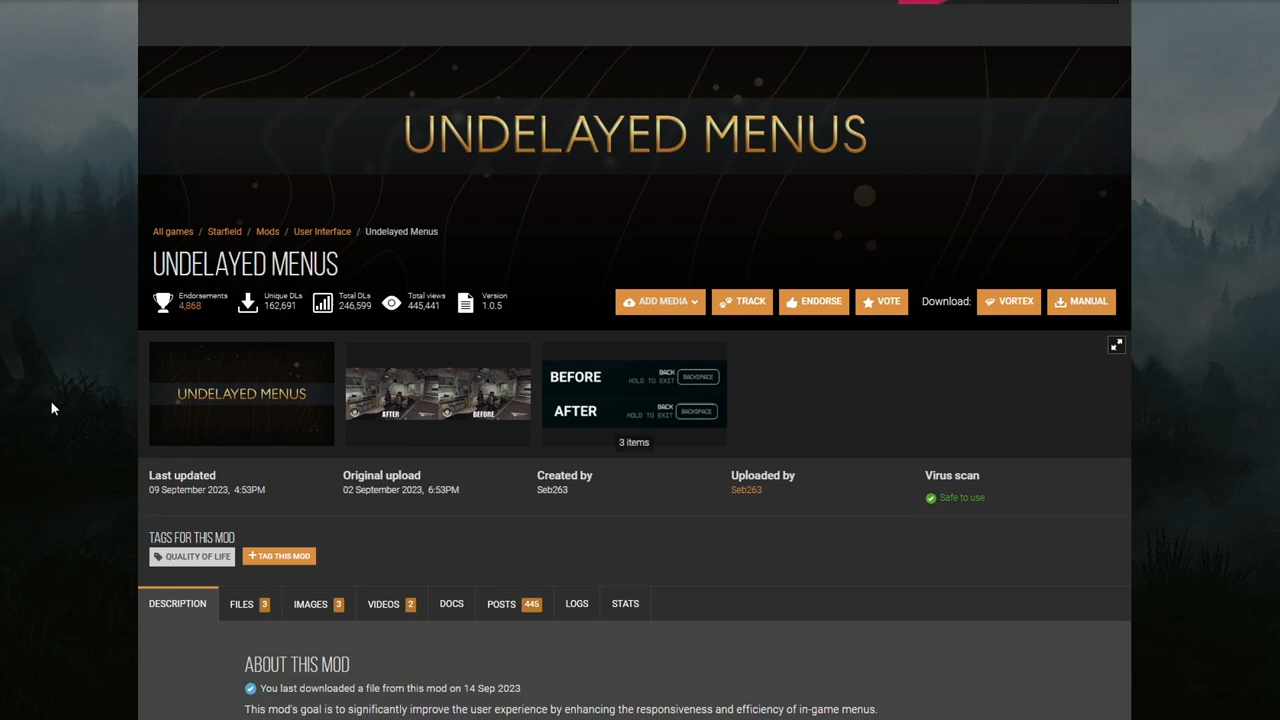 UNDELAYED MENUS
All games / Starfield / Mods / User Interface / Undelayed Menus
UNDELAYED MENUS
Endorsements
4,868
Unique DLs
162,691
Total DLs
246,599
Total views
445,441
Version
1.0.5
ADD MEDIA
TRACK
ENDORSE
VOTE
Download:
VORTEX
MANUAL
UNDELAYED MENUS
AFTER
BEFORE
BEFORE
BACK
HOLD TO EXIT
BACKSPACE
AFTER
BACK
HOLD TO EXIT
BACKSPACE
3 items
Last updated
09 September 2023, 4:53PM
Original upload
02 September 2023, 6:53PM
Created by
Seb263
Uploaded by
Seb263
Virus scan
Safe to use
TAGS FOR THIS MOD
QUALITY OF LIFE
+ TAG THIS MOD
DESCRIPTION
FILES 3
IMAGES 3
VIDEOS 2
DOCS
POSTS 445
LOGS
STATS
ABOUT THIS MOD
You last downloaded a file from this mod on 14 Sep 2023
This mod's goal is to significantly improve the user experience by enhancing the responsiveness and efficiency of in-game menus.